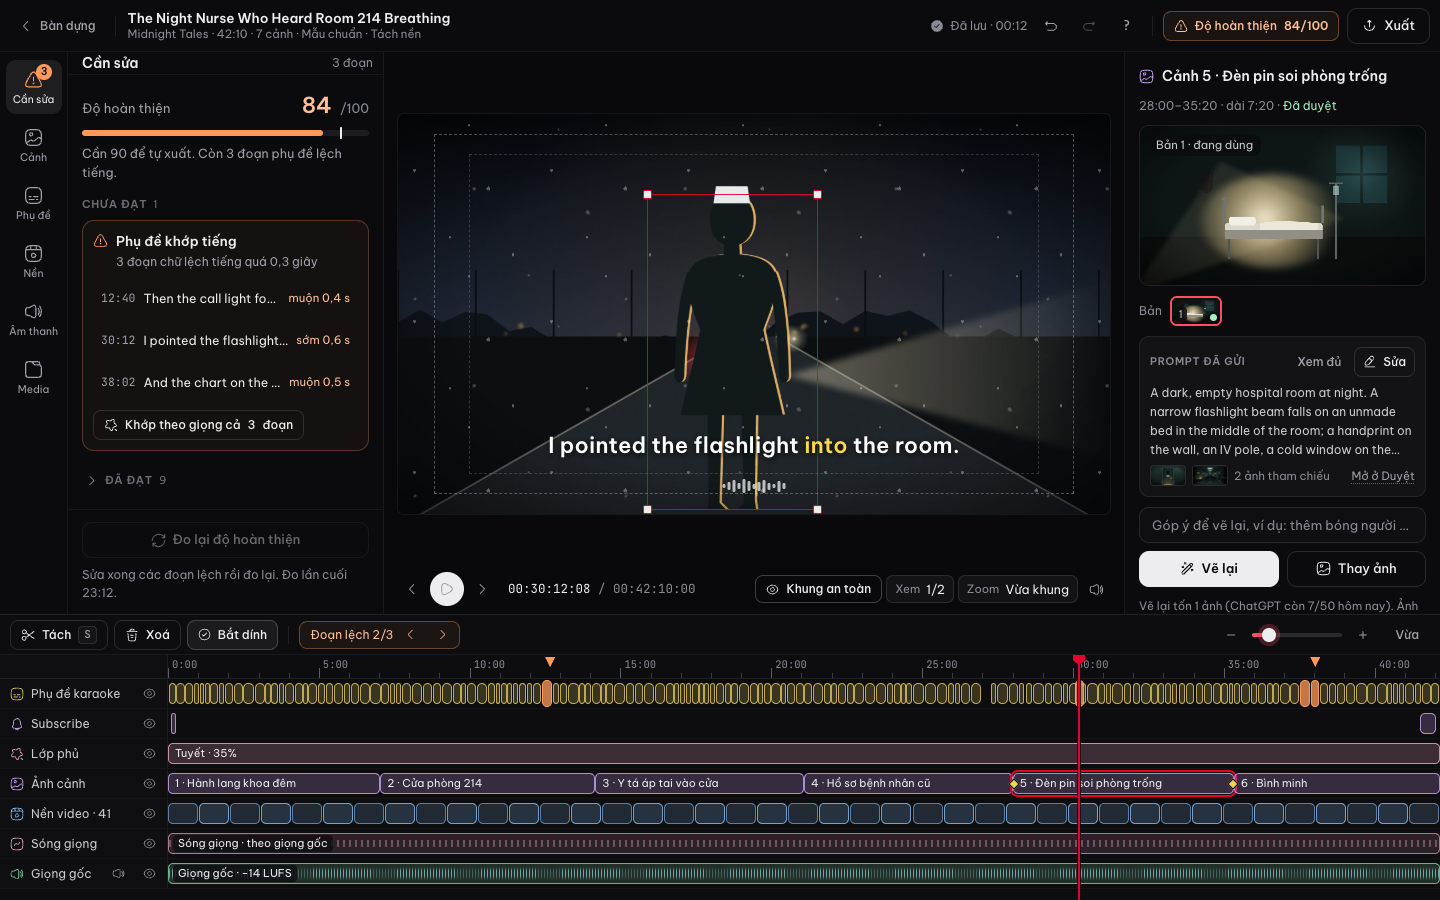 Bàn dựng
The Night Nurse Who Heard Room 214 Breathing
Midnight Tales · 42:10 · 7 cảnh · Mẫu chuẩn · Tách nền
Đã lưu · 00:12
?
Độ hoàn thiện 84/100
Xuất
3
Cần sửa
Cảnh
Phụ đề
Nền
Âm thanh
Media
Cần sửa
3 đoạn
Độ hoàn thiện
84 /100
Cần 90 để tự xuất. Còn 3 đoạn phụ đề lệch
tiếng.
CHƯA ĐẠT 1
Phụ đề khớp tiếng
3 đoạn chữ lệch tiếng quá 0,3 giây
12:40 Then the call light fo... muộn 0,4 s
30:12 I pointed the flashlight... sớm 0,6 s
38:02 And the chart on the ... muộn 0,5 s
Khớp theo giọng cả 3 đoạn
ĐÃ ĐẠT 9
Đo lại độ hoàn thiện
Sửa xong các đoạn lệch rồi đo lại. Đo lần cuối
23:12.
I pointed the flashlight into the room.
00:30:12:08 / 00:42:10:00
Khung an toàn
Xem 1/2
Zoom Vừa khung
Cảnh 5 · Đèn pin soi phòng trống
28:00–35:20 · dài 7:20 · Đã duyệt
Bản 1 · đang dùng
Bản
1
PROMPT ĐÃ GỬI
Xem đủ
Sửa
A dark, empty hospital room at night. A
narrow flashlight beam falls on an unmade
bed in the middle of the room; a handprint on
the wall, an IV pole, a cold window on the...
2 ảnh tham chiếu
Mở ở Duyệt
Góp ý để vẽ lại, ví dụ: thêm bóng người ...
Vẽ lại
Thay ảnh
Vẽ lại tốn 1 ảnh (ChatGPT còn 7/50 hôm nay). Ảnh
Tách S
Xoá
Bắt dính
Đoạn lệch 2/3
Vừa
0:00 5:00 10:00 15:00 20:00 25:00 30:00 35:00 40:00
Phụ đề karaoke
Subscribe
Lớp phủ
Tuyết · 35%
Ảnh cảnh
1 · Hành lang khoa đêm
2 · Cửa phòng 214
3 · Y tá áp tai vào cửa
4 · Hồ sơ bệnh nhân cũ
5 · Đèn pin soi phòng trống
6 · Bình minh
Nền video · 41
Sóng giọng
Sóng giọng · theo giọng gốc
Giọng gốc
Giọng gốc · −14 LUFS